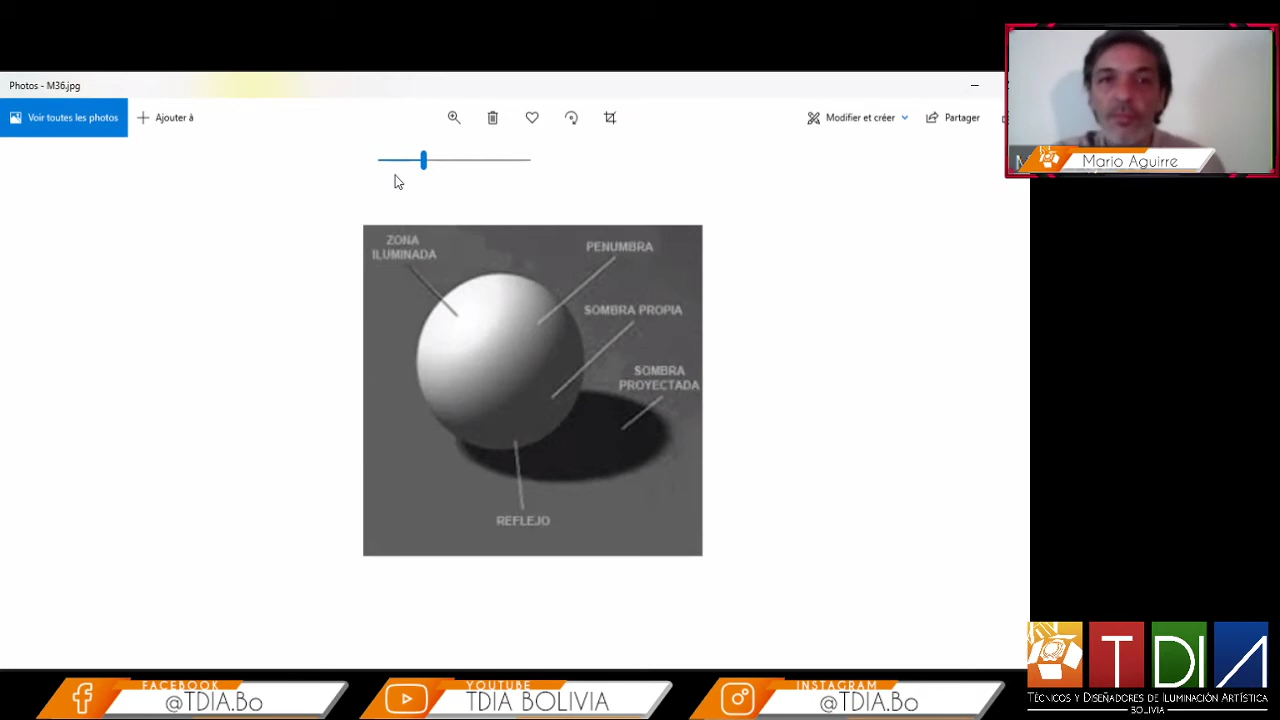 Photos - M36.jpg
Voir toutes les photos
Ajouter à
Modifier et créer
Partager
Mario Aguirre
ZONA
ILUMINADA
PENUMBRA
SOMBRA PROPIA
SOMBRA
PROYECTADA
REFLEJO
FACEBOOK
@TDIA.Bo
YOUTUBE
TDIA BOLIVIA
INSTAGRAM
@TDIA.Bo
TDIA
TÉCNICOS Y DISEÑADORES DE ILUMINACIÓN ARTÍSTICA
BOLIVIA